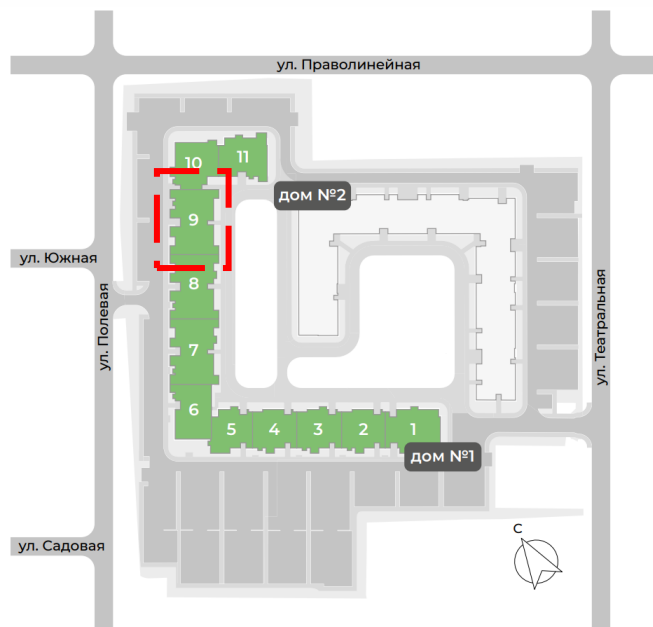 ул. Праволинейная
10
11
дом №2
9
ул. Южная
8
ул. Полевая
ул. Театральная
7
6
5
4
3
2
1
дом №1
С
ул. Садовая